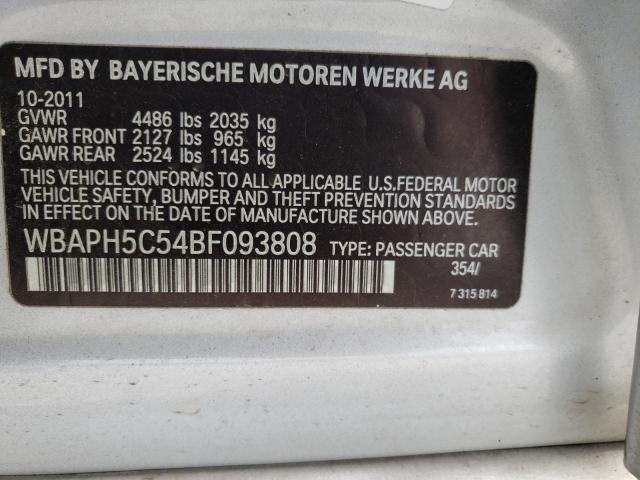 MFD BY BAYERISCHE MOTOREN WERKE AG
10-2011
GVWR 4486 lbs 2035 kg
GAWR FRONT 2127 lbs 965 kg
GAWR REAR 2524 lbs 1145 kg
THIS VEHICLE CONFORMS TO ALL APPLICABLE U.S.FEDERAL MOTOR
VEHICLE SAFETY, BUMPER AND THEFT PREVENTION STANDARDS
IN EFFECT ON THE DATE OF MANUFACTURE SHOWN ABOVE.
WBAPH5C54BF093808 TYPE: PASSENGER CAR
354/
7 315 814